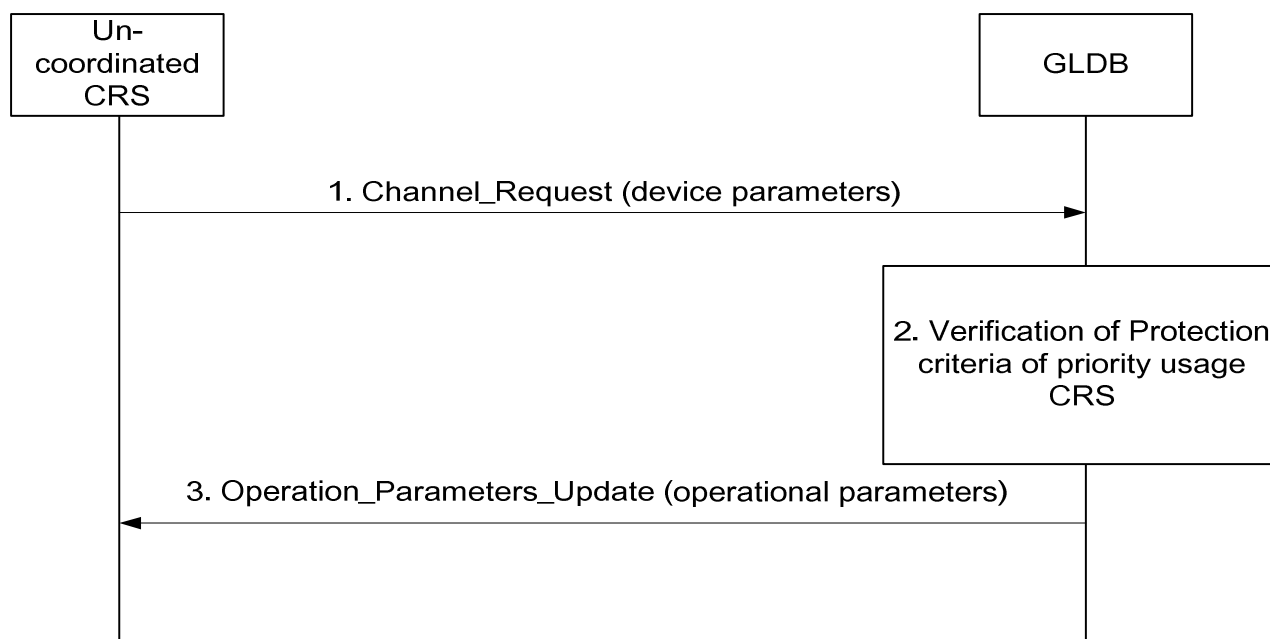 Un-
coordinated
CRS
GLDB
1. Channel_Request (device parameters)
2. Verification of Protection
criteria of priority usage
CRS
3. Operation_Parameters_Update (operational parameters)